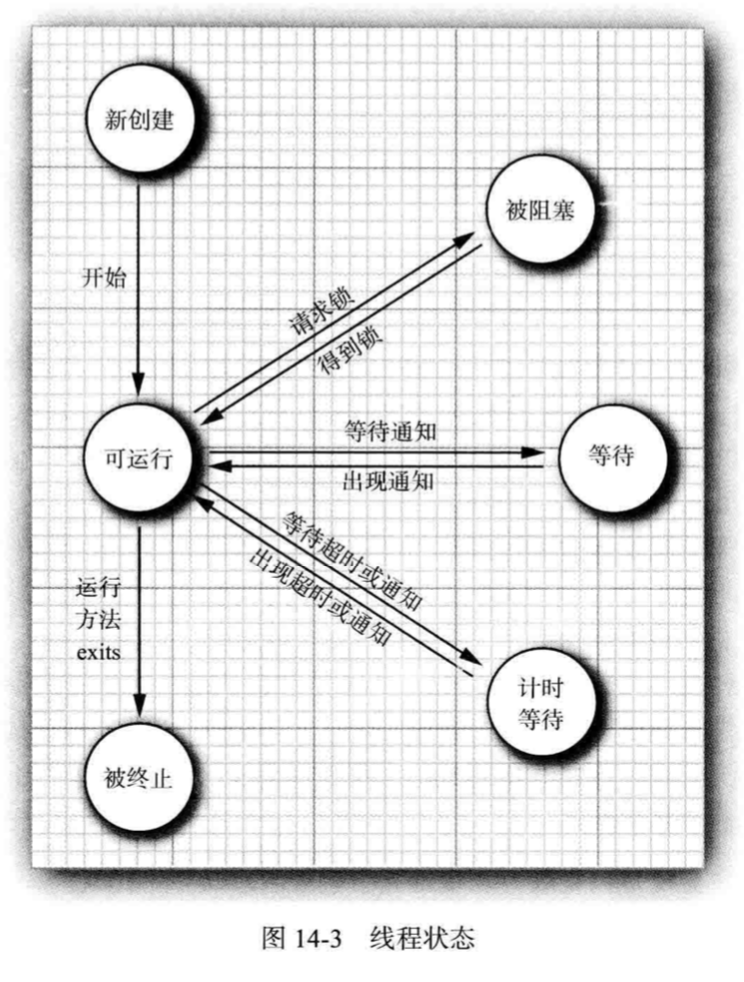 新创建
被阻塞
开始
请求锁
得到锁
等待通知
可运行
等待
出现通知
等待超时或通知
出现超时或通知
运行
方法
exits
计时
等待
被终止
图 14-3 线程状态